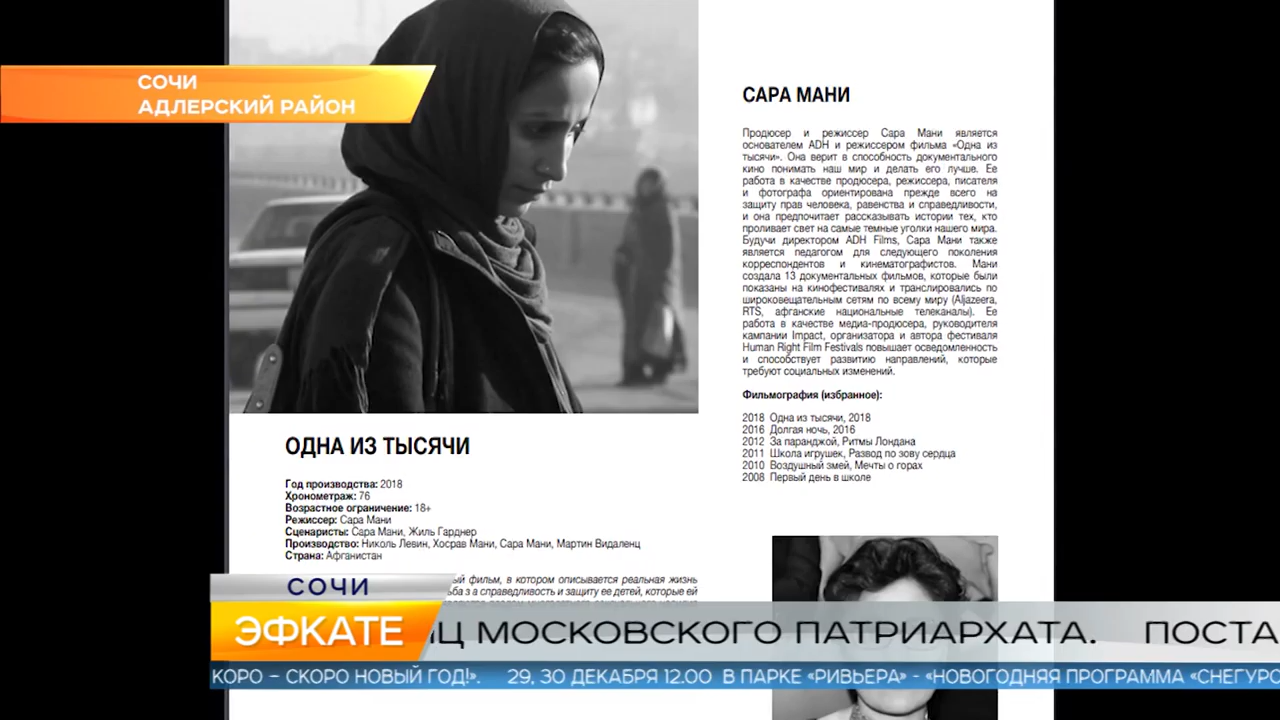 СОЧИ
АДЛЕРСКИЙ РАЙОН
САРА МАНИ
Продюсер и режиссер Сара Мани является
основателем ADH и режиссером фильма «Одна из
тысячи». Она верит в способность документального
кино понимать наш мир и делать его лучше. Ее
работа в качестве продюсера, режиссера, писателя
и фотографа ориентирована прежде всего на
защиту прав человека, равенства и справедливости,
и она предпочитает рассказывать истории тех, кто
проливает свет на самые темные уголки нашего мира.
Будучи директором ADH Films, Сара Мани также
является педагогом для следующего поколения
корреспондентов и кинематографистов. Мани
создала 13 документальных фильмов, которые были
показаны на кинофестивалях и транслировались по
широковещательным сетям по всему миру (Aljazeera,
RTS, афганские национальные телеканалы). Ее
работа в качестве медиа-продюсера, руководителя
кампании Impact, организатора и автора фестиваля
Human Right Film Festivals повышает осведомленность
и способствует развитию направлений, которые
требуют социальных изменений.
Фильмография (избранное):
2018 Одна из тысячи, 2018
2016 Долгая ночь, 2016
2012 За паранджой, Ритмы Лондана
2011 Школа игрушек, Развод по зову сердца
2010 Воздушный змей, Мечты о горах
2008 Первый день в школе
ОДНА ИЗ ТЫСЯЧИ
Год производства: 2018
Хронометраж: 76
Возрастное ограничение: 18+
Режиссер: Сара Мани
Сценаристы: Сара Мани, Жиль Гарднер
Производство: Николь Левин, Хосрав Мани, Сара Мани, Мартин Видаленц
Страна: Афганистан
ый фильм, в котором описывается реальная жизнь
ьба з а справедливость и защиту ее детей, которые ей
СОЧИ
ЭФКАТЕ
ИЦ МОСКОВСКОГО ПАТРИАРХАТА. ПОСТА
КОРО – СКОРО НОВЫЙ ГОД!». 29, 30 ДЕКАБРЯ 12.00 В ПАРКЕ «РИВЬЕРА» - «НОВОГОДНЯЯ ПРОГРАММА «СНЕГУРО